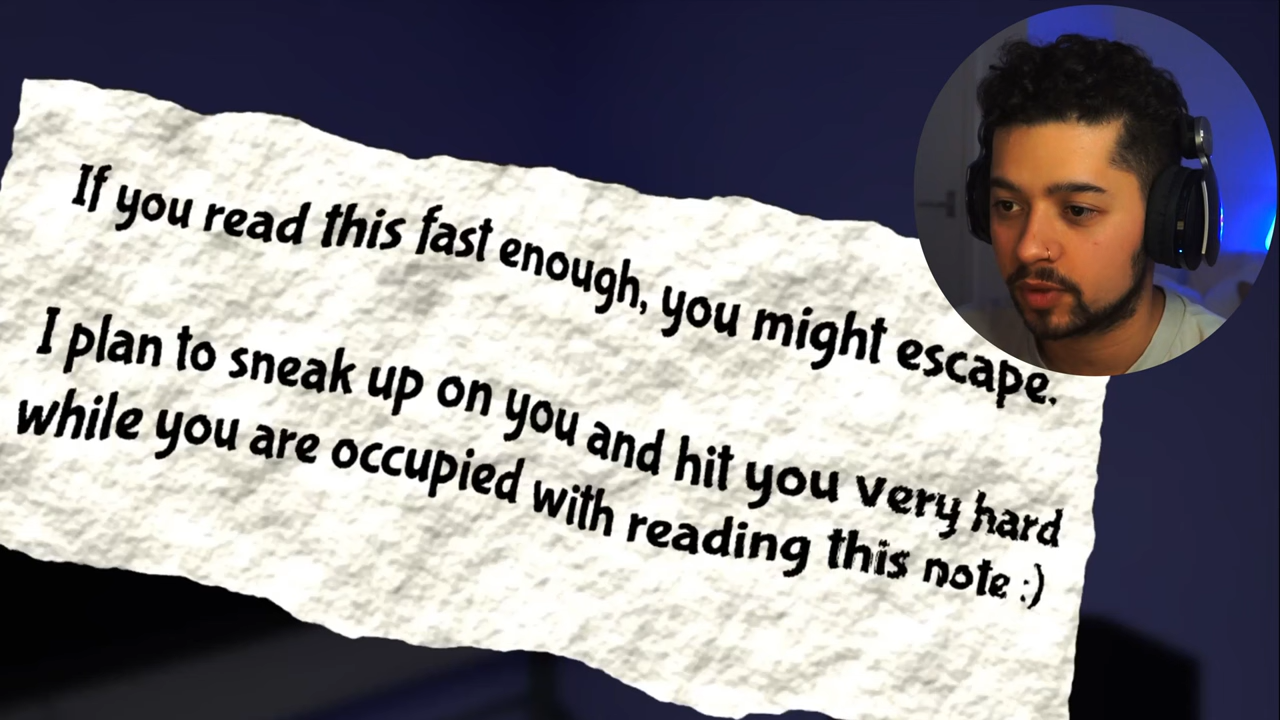 If you read this fast enough, you might escape.
I plan to sneak up on you and hit you very hard
while you are occupied with reading this note :)